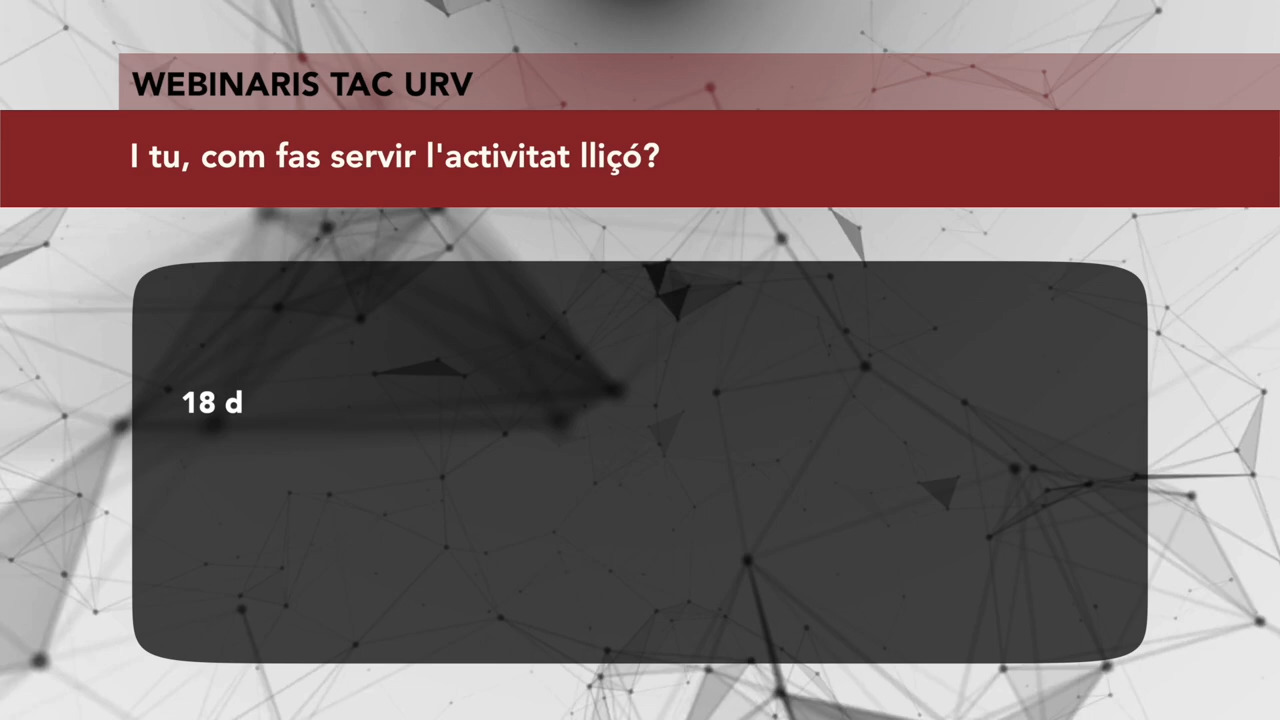 WEBINARIS TAC URV
I tu, com fas servir l'activitat lliçó?
18 d